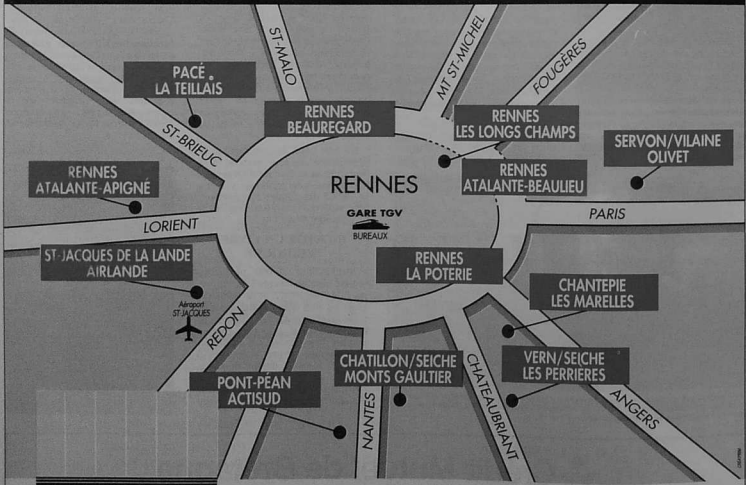 ST-MALO
MT ST-MICHEL
FOUGÈRES
PACÉ
LA TEILLAIS
ST-BRIEUC
RENNES
BEAUREGARD
RENNES
LES LONGS CHAMPS
SERVON/VILAINE
OLIVET
RENNES
ATALANTE-APIGNÉ
RENNES
ATALANTE-BEAULIEU
RENNES
GARE TGV
BUREAUX
LORIENT
PARIS
ST-JACQUES DE LA LANDE
AIRLANDE
RENNES
LA POTERIE
Aéroport
ST-JACQUES
CHANTEPIE
LES MARELLES
REDON
PONT-PÉAN
ACTISUD
CHATILLON/SEICHE
MONTS GAULTIER
NANTES
CHATEAUBRIANT
VERN/SEICHE
LES PERRIERES
ANGERS